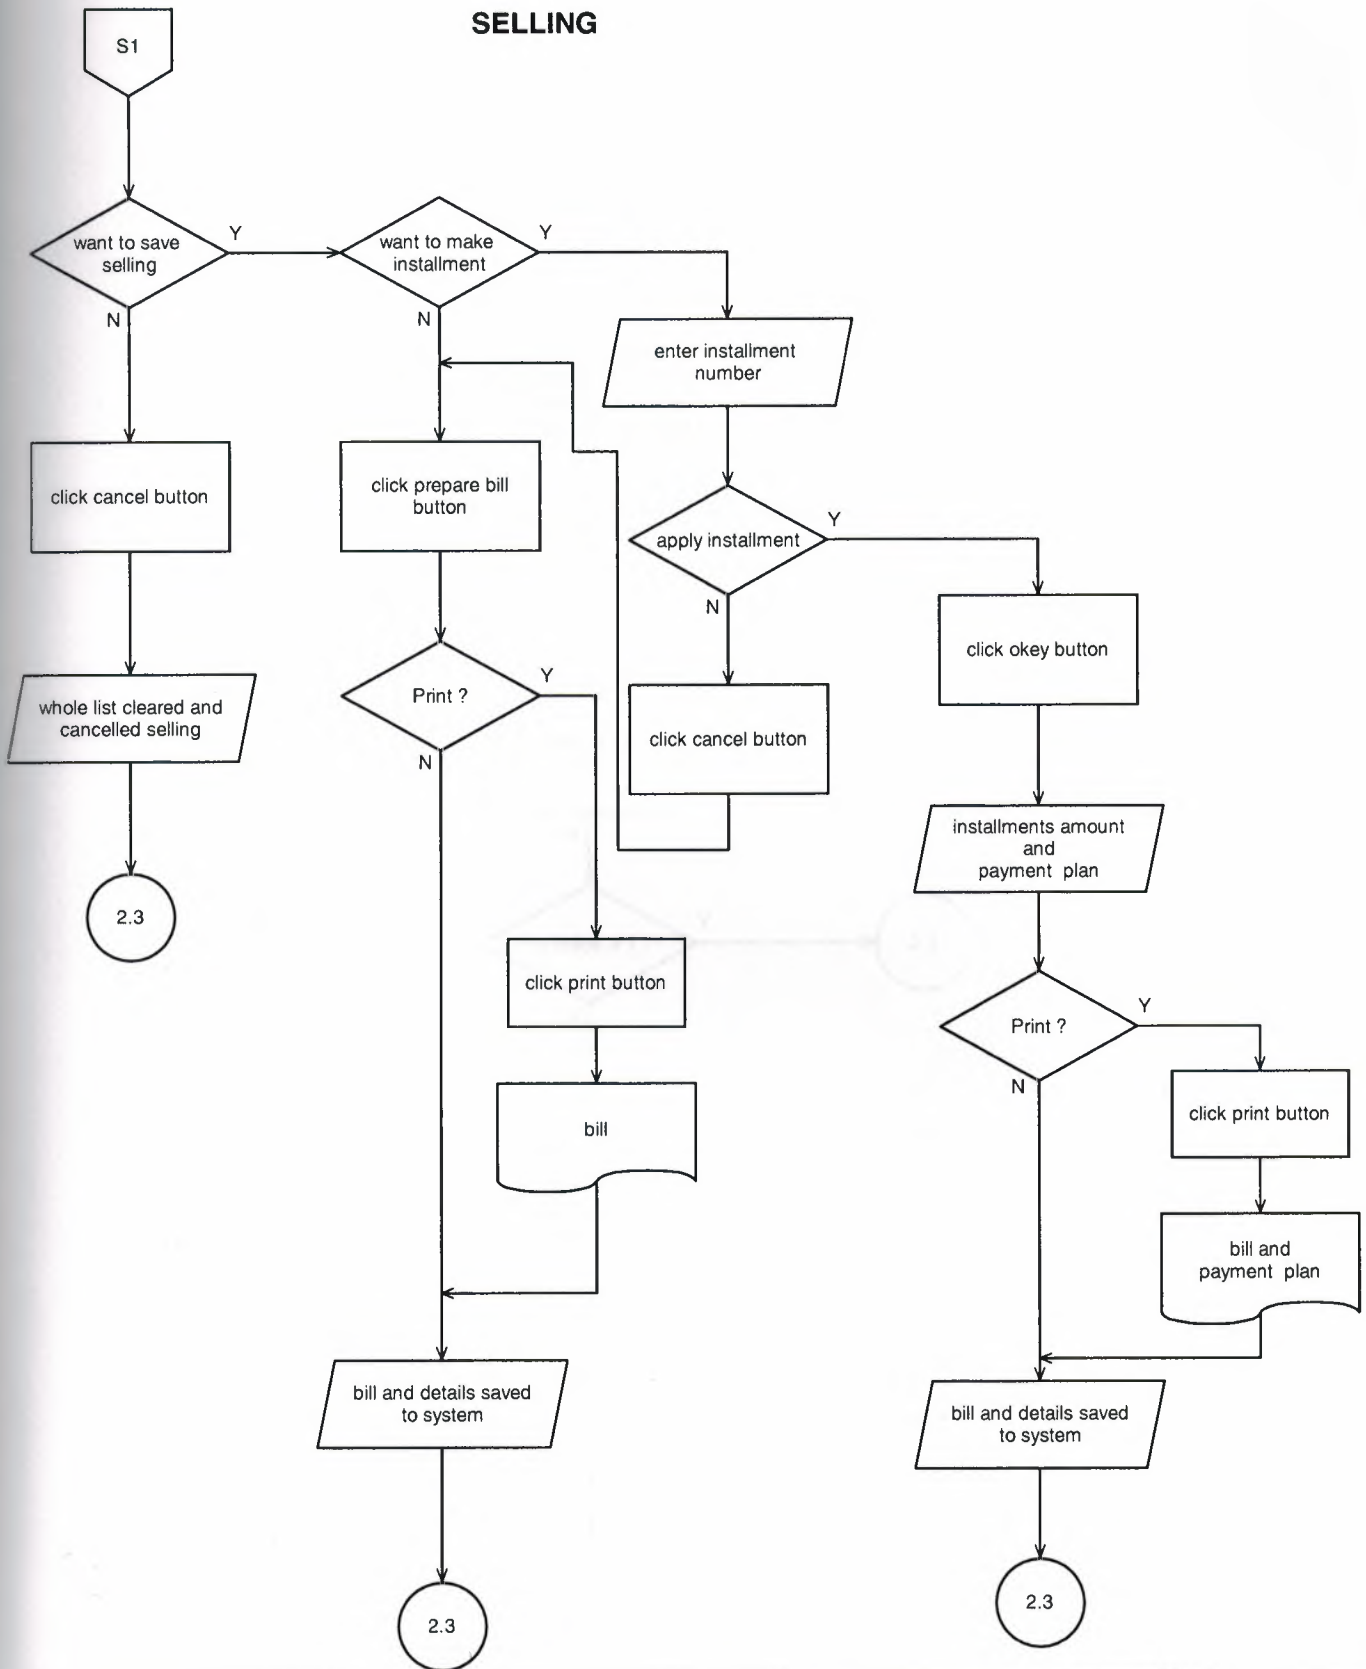 SELLING
S1
want to save
selling
Y
N
want to make
installment
Y
N
enter installment
number
click cancel button
click prepare bill
button
apply installment
Y
N
click okey button
whole list cleared and
cancelled selling
Print ?
Y
N
click cancel button
installments amount
and
payment plan
2.3
click print button
Print ?
Y
N
bill
click print button
bill and
payment plan
bill and details saved
to system
bill and details saved
to system
2.3
2.3